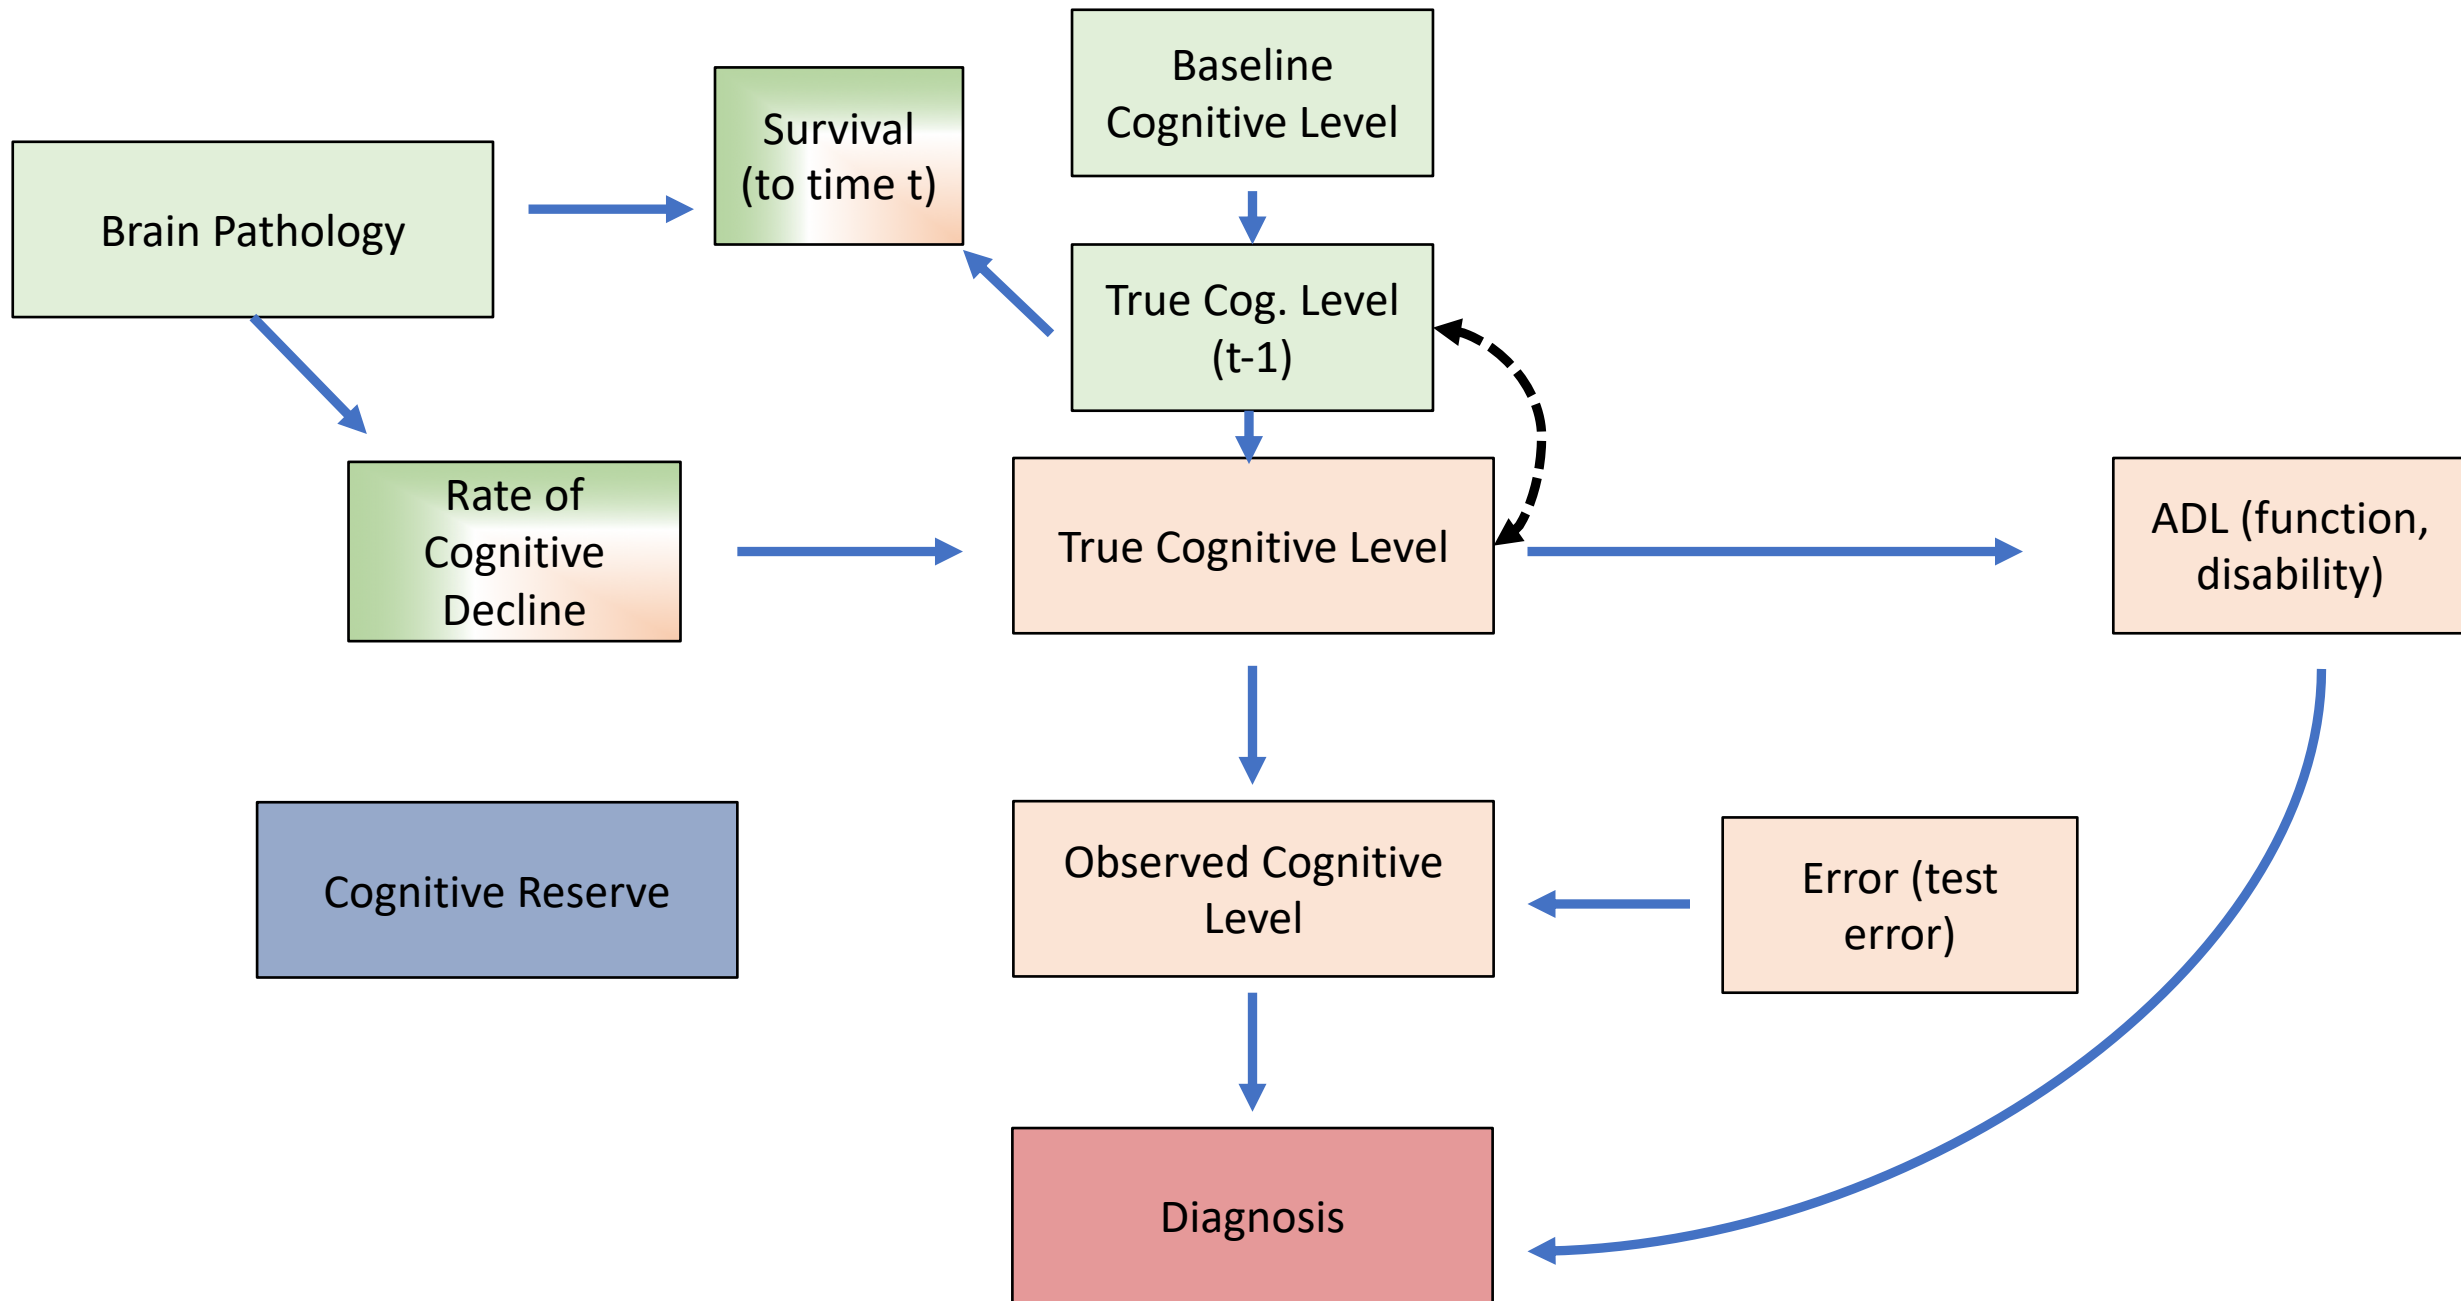 Baseline
Cognitive Level
Survival
(to time t)
Brain Pathology
True Cog. Level
(t-1)
Rate of
Cognitive
Decline
True Cognitive Level
ADL (function,
disability)
Cognitive Reserve
Observed Cognitive
Level
Error (test
error)
Diagnosis